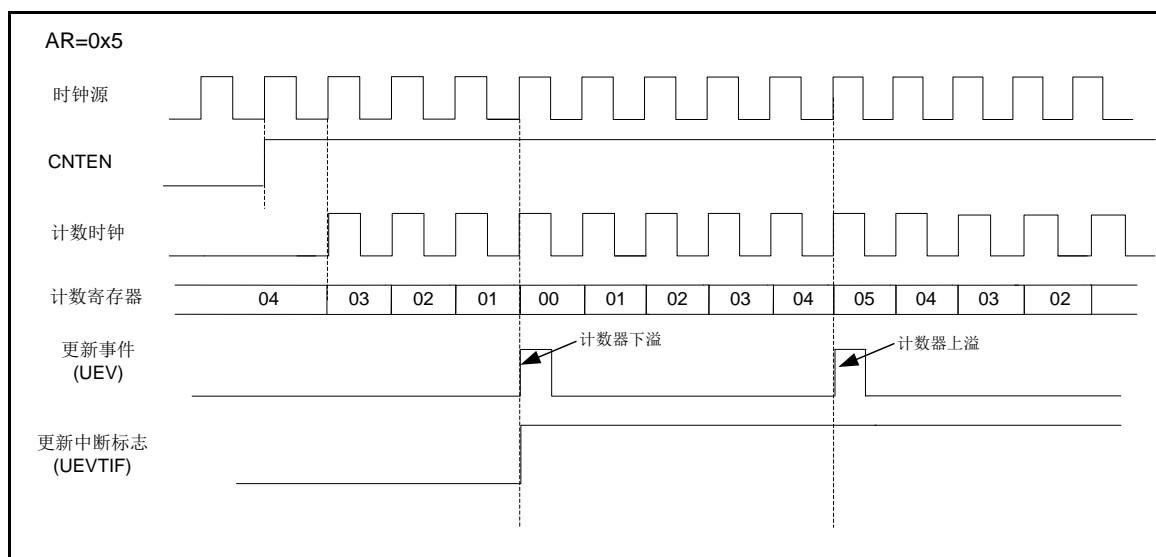 AR=0x5
时钟源
CNTEN
计数时钟
计数寄存器 04 03 02 01 00 01 02 03 04 05 04 03 02
更新事件
(UEV)
计数器下溢
计数器上溢
更新中断标志
(UEVTIF)